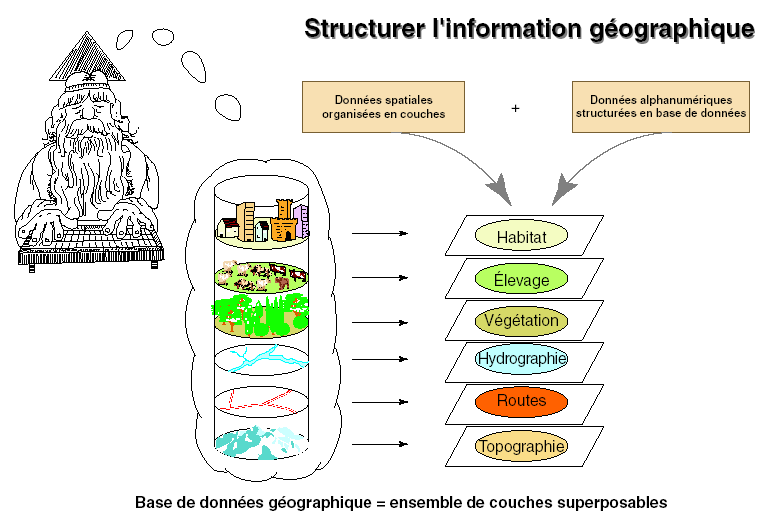 Structurer l'information géographique
Données spatiales
organisées en couches
+
Données alphanumériques
structurées en base de données
Habitat
Élevage
Végétation
Hydrographie
Routes
Topographie
Base de données géographique = ensemble de couches superposables